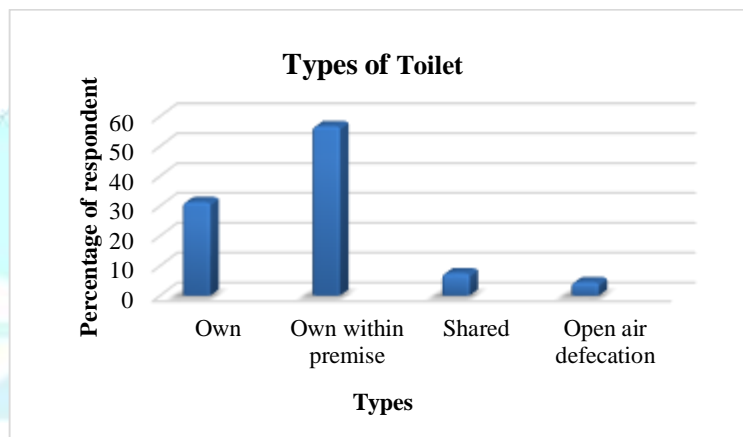 Types of Toilet
Percentage of respondent
60
50
40
30
20
10
0
Own
Own within
premise
Shared
Open air
defecation
Types